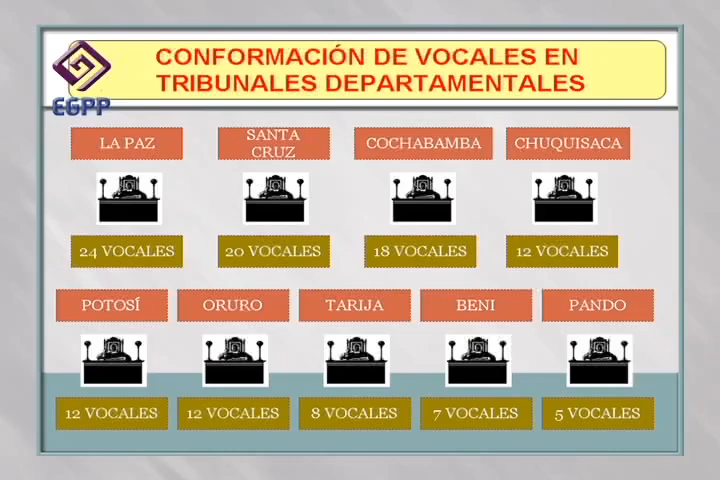 CONFORMACIÓN DE VOCALES EN
TRIBUNALES DEPARTAMENTALES
EGPP
LA PAZ
SANTA
CRUZ
COCHABAMBA
CHUQUISACA
24 VOCALES
20 VOCALES
18 VOCALES
12 VOCALES
POTOSÍ
ORURO
TARIJA
BENI
PANDO
12 VOCALES
12 VOCALES
8 VOCALES
7 VOCALES
5 VOCALES